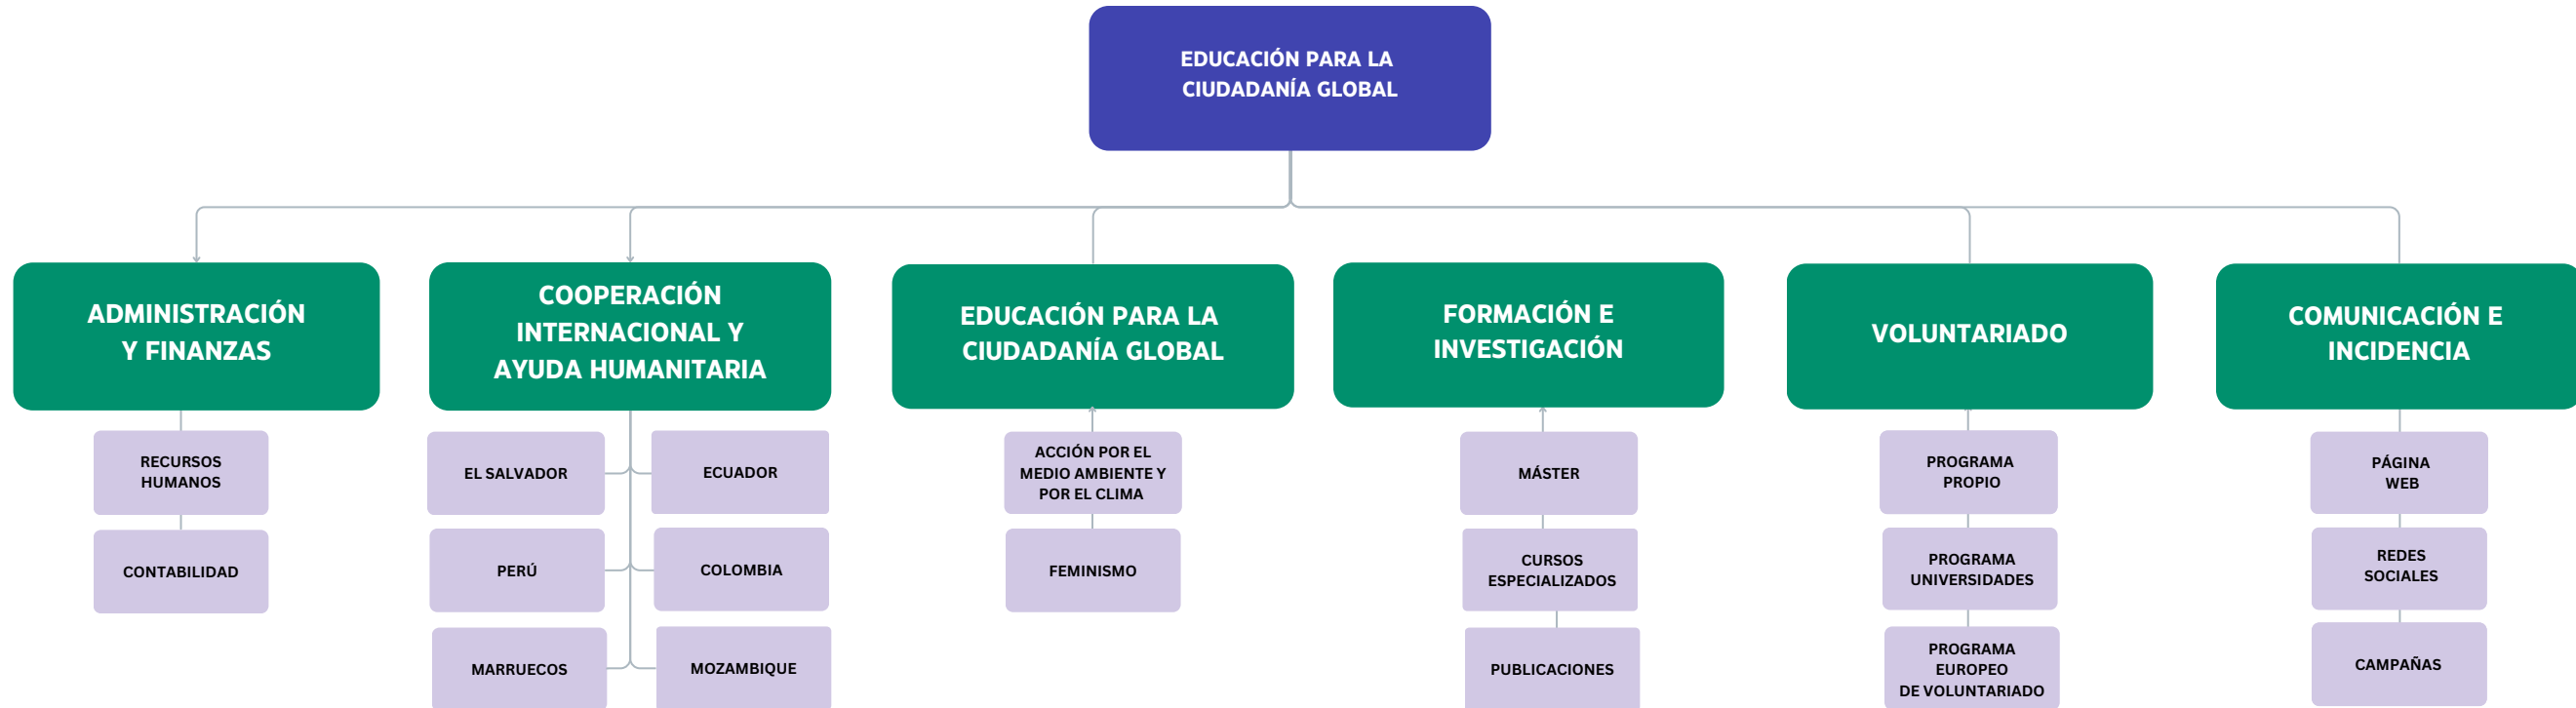 EDUCACIÓN PARA LA
CIUDADANÍA GLOBAL
ADMINISTRACIÓN
Y FINANZAS
RECURSOS
HUMANOS
CONTABILIDAD
COOPERACIÓN
INTERNACIONAL Y
AYUDA HUMANITARIA
EL SALVADOR
ECUADOR
PERÚ
COLOMBIA
MARRUECOS
MOZAMBIQUE
EDUCACIÓN PARA LA
CIUDADANÍA GLOBAL
ACCIÓN POR EL
MEDIO AMBIENTE Y
POR EL CLIMA
FEMINISMO
FORMACIÓN E
INVESTIGACIÓN
MÁSTER
CURSOS
ESPECIALIZADOS
PUBLICACIONES
VOLUNTARIADO
PROGRAMA
PROPIO
PROGRAMA
UNIVERSIDADES
PROGRAMA
EUROPEO
DE VOLUNTARIADO
COMUNICACIÓN E
INCIDENCIA
PÁGINA
WEB
REDES
SOCIALES
CAMPAÑAS